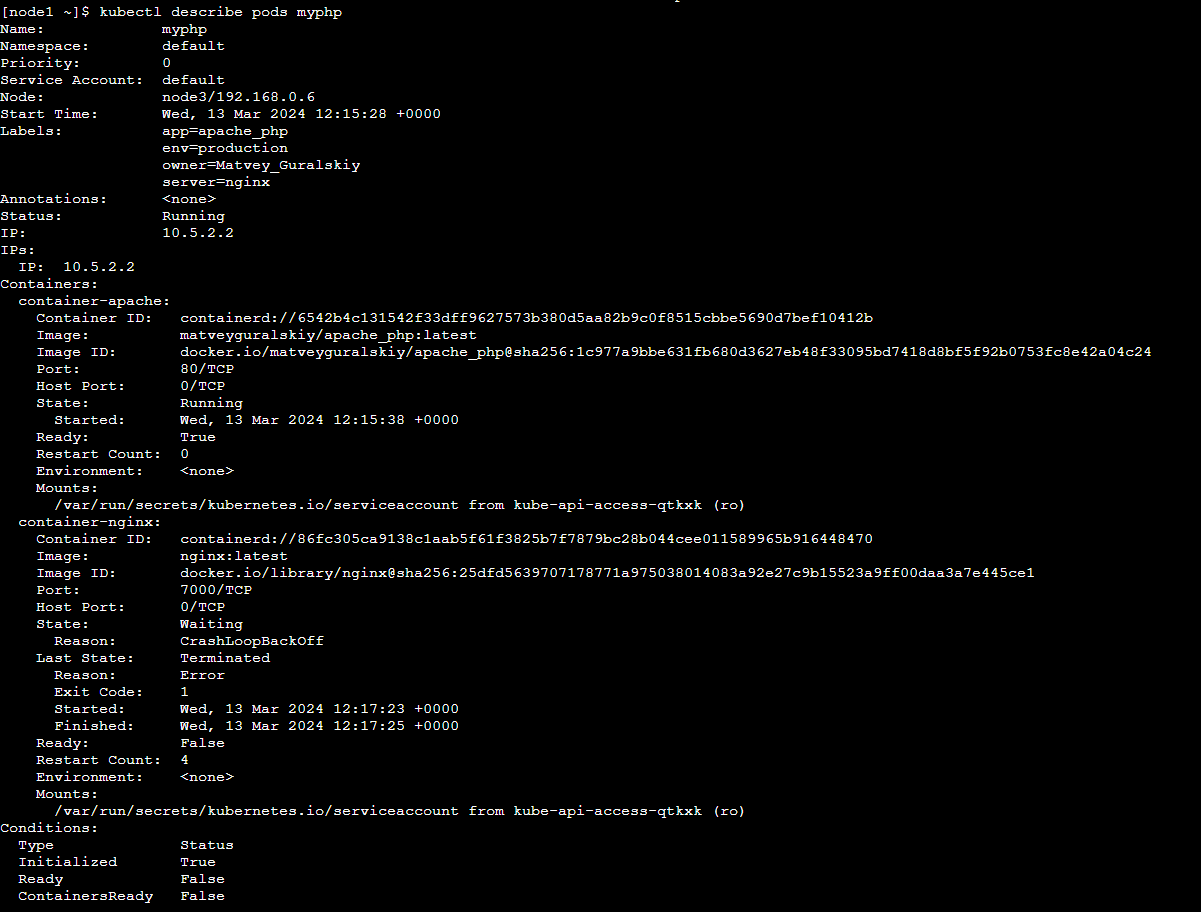 [node1 ~]$ kubectl describe pods myphp
Name:             myphp
Namespace:        default
Priority:         0
Service Account:  default
Node:             node3/192.168.0.6
Start Time:       Wed, 13 Mar 2024 12:15:28 +0000
Labels:           app=apache_php
                  env=production
                  owner=Matvey_Guralskiy
                  server=nginx
Annotations:      <none>
Status:           Running
IP:               10.5.2.2
IPs:
  IP:  10.5.2.2
Containers:
  container-apache:
    Container ID:   containerd://6542b4c131542f33dff9627573b380d5aa82b9c0f8515cbbe5690d7bef10412b
    Image:          matveyguralskiy/apache_php:latest
    Image ID:       docker.io/matveyguralskiy/apache_php@sha256:1c977a9bbe631fb680d3627eb48f33095bd7418d8bf5f92b0753fc8e42a04c24
    Port:           80/TCP
    Host Port:      0/TCP
    State:          Running
      Started:      Wed, 13 Mar 2024 12:15:38 +0000
    Ready:          True
    Restart Count:  0
    Environment:    <none>
    Mounts:
      /var/run/secrets/kubernetes.io/serviceaccount from kube-api-access-qtkxk (ro)
  container-nginx:
    Container ID:   containerd://86fc305ca9138c1aab5f61f3825b7f7879bc28b044cee011589965b916448470
    Image:          nginx:latest
    Image ID:       docker.io/library/nginx@sha256:25dfd5639707178771a975038014083a92e27c9b15523a9ff00daa3a7e445ce1
    Port:           7000/TCP
    Host Port:      0/TCP
    State:          Waiting
      Reason:       CrashLoopBackOff
    Last State:     Terminated
      Reason:       Error
      Exit Code:    1
      Started:      Wed, 13 Mar 2024 12:17:23 +0000
      Finished:     Wed, 13 Mar 2024 12:17:25 +0000
    Ready:          False
    Restart Count:  4
    Environment:    <none>
    Mounts:
      /var/run/secrets/kubernetes.io/serviceaccount from kube-api-access-qtkxk (ro)
Conditions:
  Type              Status
  Initialized       True
  Ready             False
  ContainersReady   False